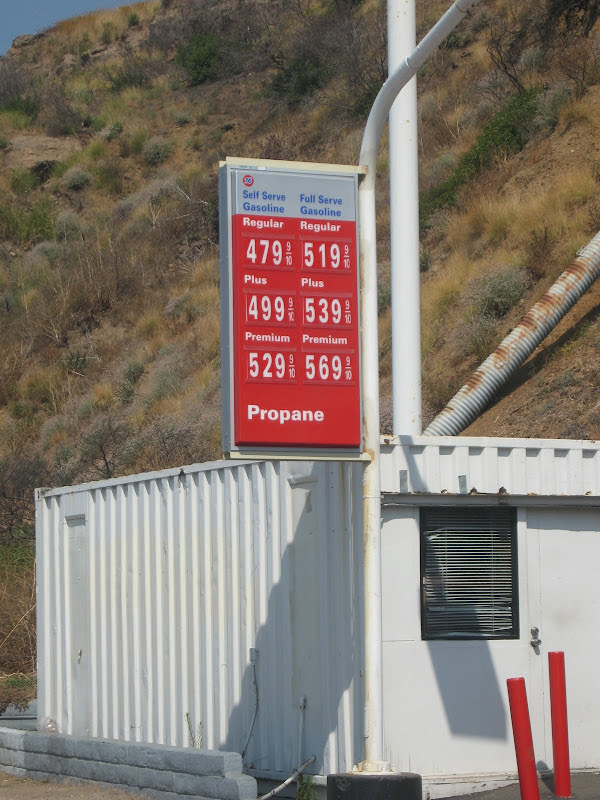 76
Self Serve Full Serve
Gasoline Gasoline
Regular Regular
479 9/10 519 9/10
Plus Plus
499 9/10 539 9/10
Premium Premium
529 9/10 569 9/10
Propane